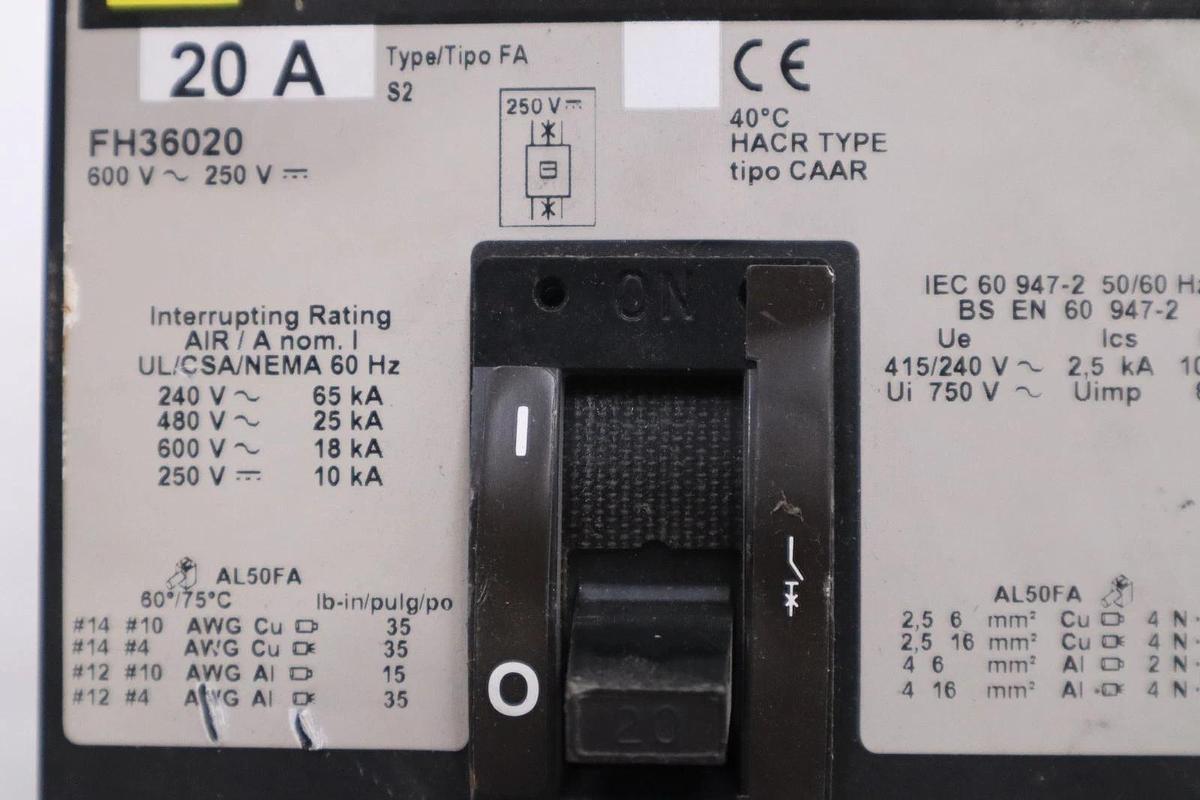 20 A
Type/Tipo FA
S2
FH36020
600 V ~ 250 V ⎓
250 V ⎓
CE
40°C
HACR TYPE
tipo CAAR
ON
Interrupting Rating
AIR / A nom. I
UL/CSA/NEMA 60 Hz
240 V ~ 65 kA
480 V ~ 25 kA
600 V ~ 18 kA
250 V ⎓ 10 kA
IEC 60 947-2 50/60 Hz
BS EN 60 947-2
Ue Ics
415/240 V ~ 2,5 kA 10
Ui 750 V ~ Uimp
I
O
20
AL50FA
60°/75°C lb-in/pulg/po
#14 #10 AWG Cu 35
#14 #4 AWG Cu 35
#12 #10 AWG Al 15
#12 #4 AWG Al 35
AL50FA
2,5 6 mm² Cu 4 N
2,5 16 mm² Cu 4 N
4 6 mm² Al 2 N
4 16 mm² Al 4 N